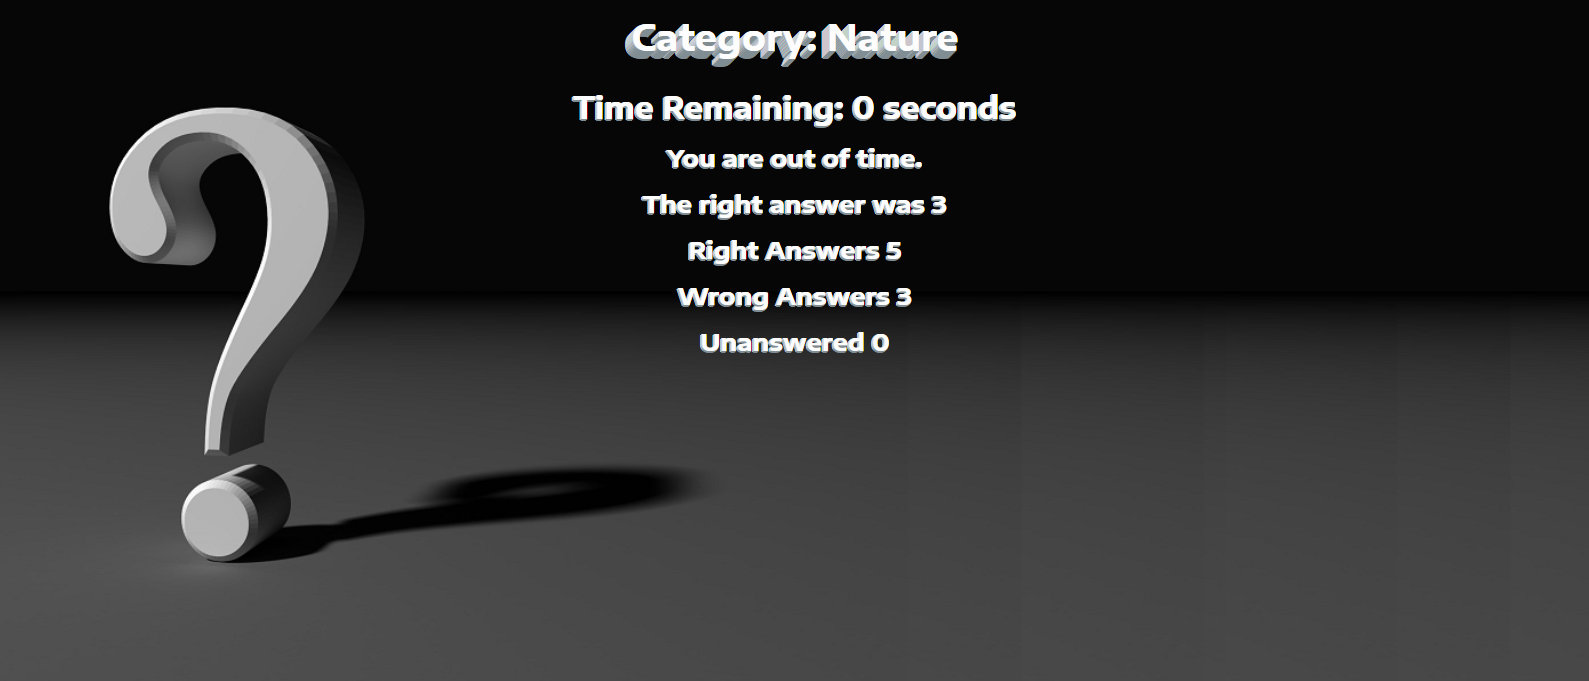 Category: Nature
Time Remaining: 0 seconds
You are out of time.
The right answer was 3
Right Answers 5
Wrong Answers 3
Unanswered 0